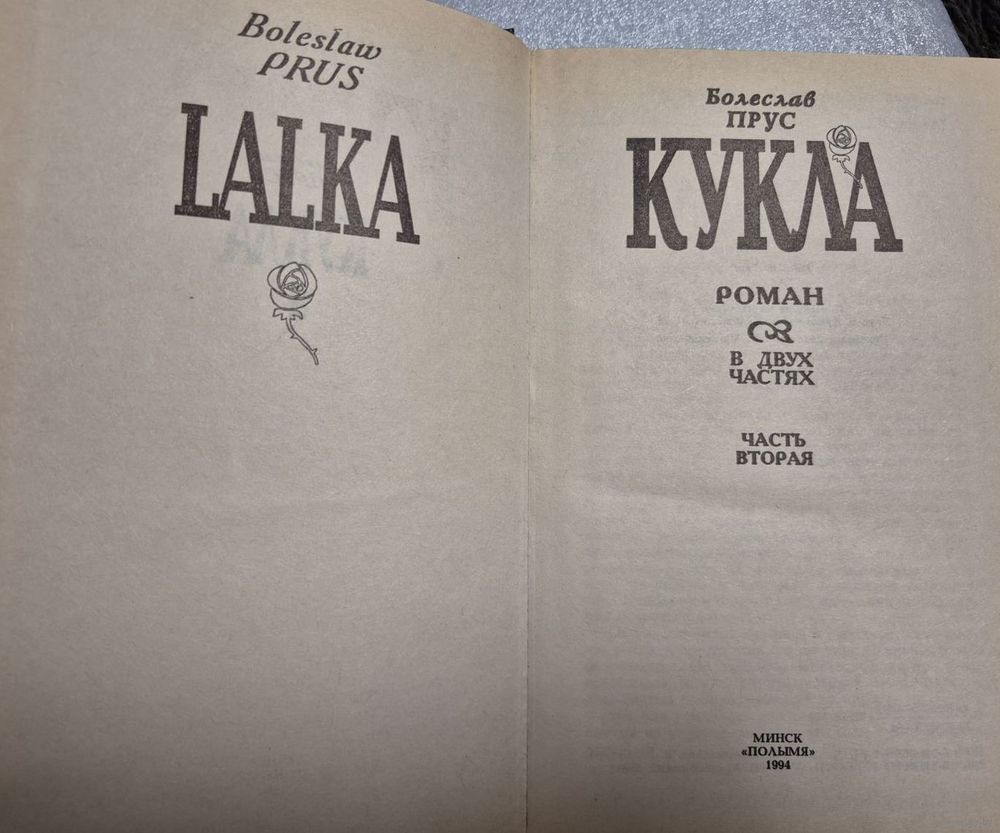 Bolesław
PRUS
LALKA
Болеслав
ПРУС
КУКЛА
РОМАН
В ДВУХ
ЧАСТЯХ
ЧАСТЬ
ВТОРАЯ
МИНСК
«ПОЛЫМЯ»
1994